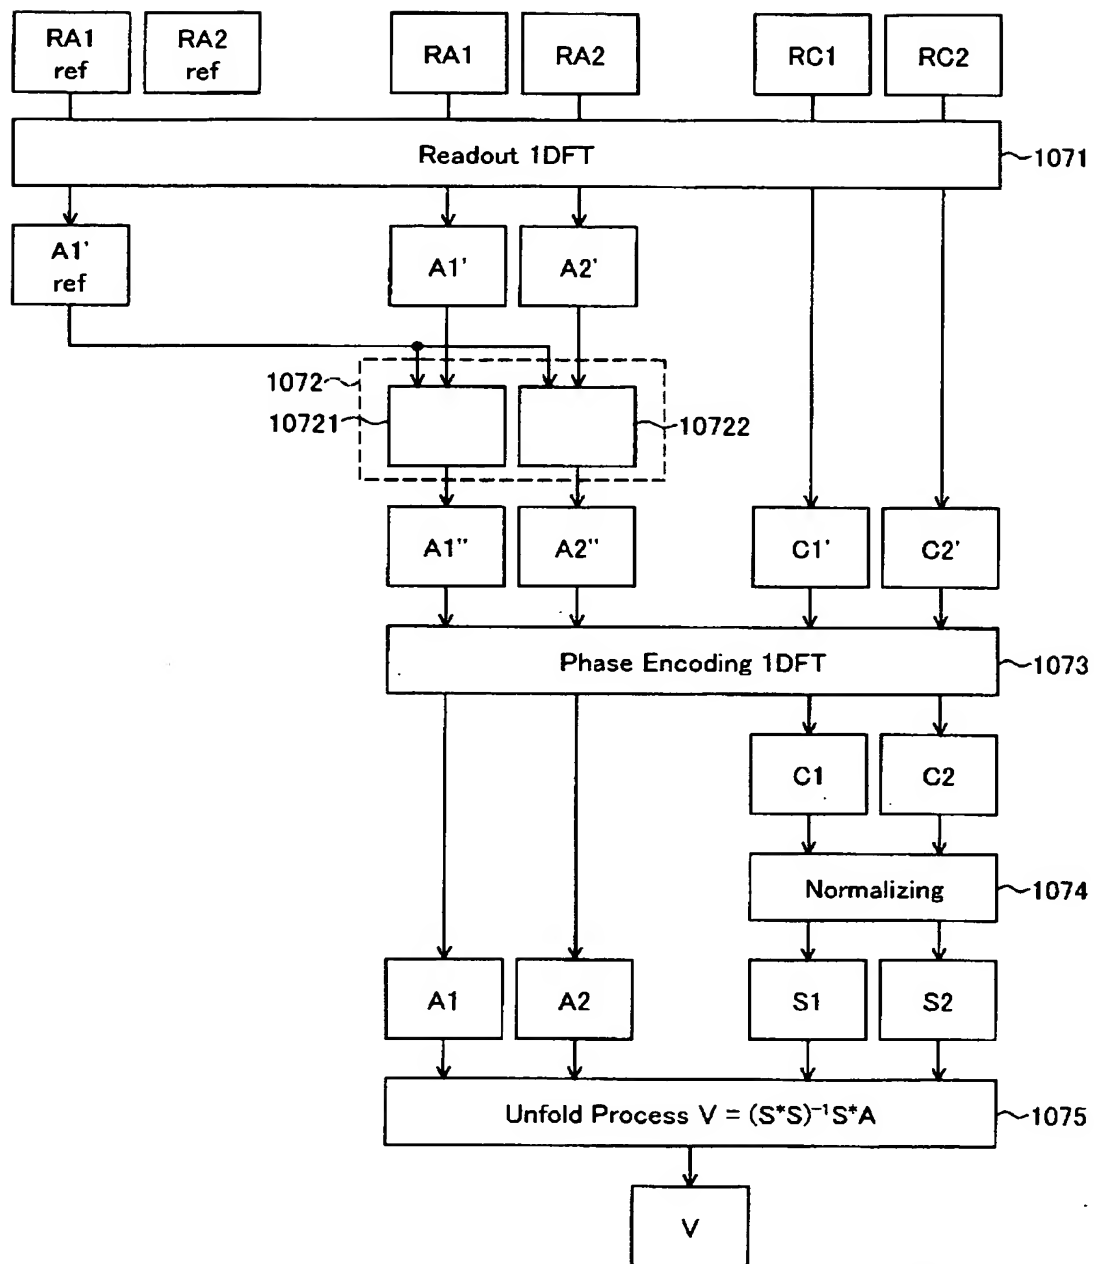 RA1
ref
RA2
ref
RA1
RA2
RC1
RC2
Readout 1DFT
1071
A1'
ref
A1'
A2'
1072
10721
10722
A1"
A2"
C1'
C2'
Phase Encoding 1DFT
1073
C1
C2
Normalizing
1074
A1
A2
S1
S2
Unfold Process V = (S*S)⁻¹S*A
1075
V